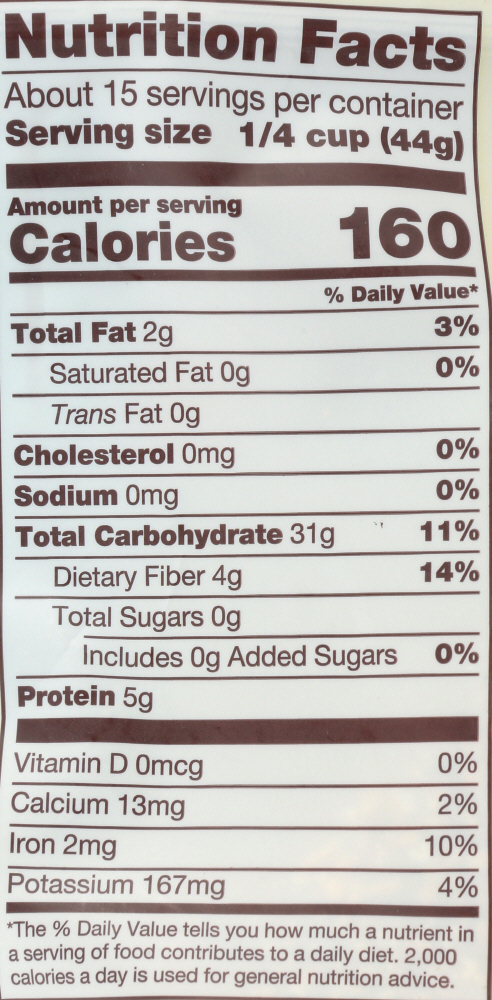 Nutrition Facts
About 15 servings per container
Serving size 1/4 cup (44g)
Amount per serving
Calories 160
% Daily Value*
Total Fat 2g 3%
Saturated Fat 0g 0%
Trans Fat 0g
Cholesterol 0mg 0%
Sodium 0mg 0%
Total Carbohydrate 31g 11%
Dietary Fiber 4g 14%
Total Sugars 0g
Includes 0g Added Sugars 0%
Protein 5g
Vitamin D 0mcg 0%
Calcium 13mg 2%
Iron 2mg 10%
Potassium 167mg 4%
*The % Daily Value tells you how much a nutrient in
a serving of food contributes to a daily diet. 2,000
calories a day is used for general nutrition advice.